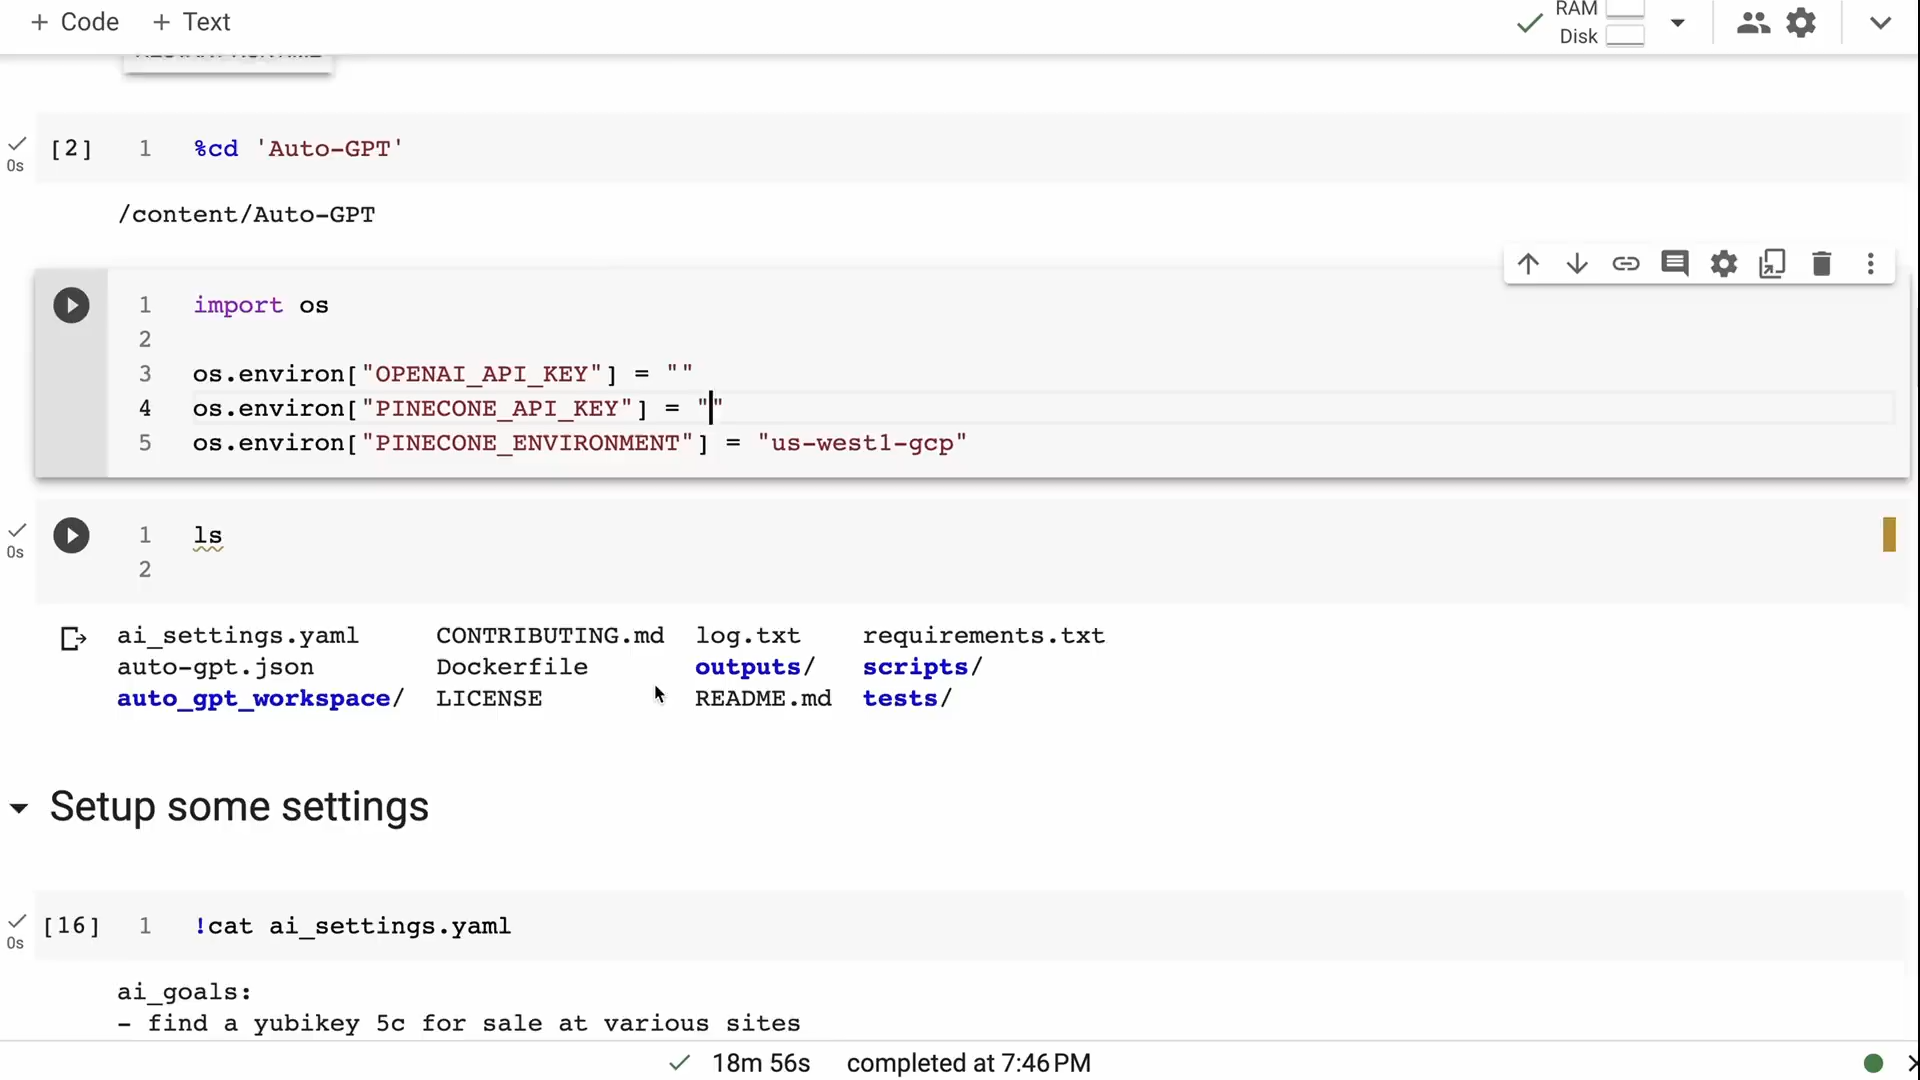 + Code + Text
RAM
Disk
0s
[2] 1 %cd 'Auto-GPT'
/content/Auto-GPT
1 import os
2
3 os.environ["OPENAI_API_KEY"] = ""
4 os.environ["PINECONE_API_KEY"] = ""
5 os.environ["PINECONE_ENVIRONMENT"] = "us-west1-gcp"
0s
1 ls
2
ai_settings.yaml CONTRIBUTING.md log.txt requirements.txt
auto-gpt.json Dockerfile outputs/ scripts/
auto_gpt_workspace/ LICENSE README.md tests/
Setup some settings
0s
[16] 1 !cat ai_settings.yaml
ai_goals:
- find a yubikey 5c for sale at various sites
18m 56s completed at 7:46 PM